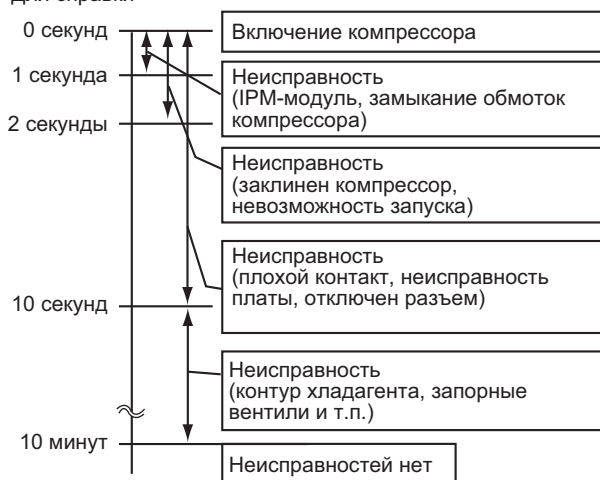 Для справки
0 секунд
Включение компрессора
1 секунда
Неисправность
(IPM-модуль, замыкание обмоток
компрессора)
2 секунды
Неисправность
(заклинен компрессор,
невозможность запуска)
Неисправность
(плохой контакт, неисправность
платы, отключен разъем)
10 секунд
Неисправность
(контур хладагента, запорные
вентили и т.п.)
10 минут
Неисправностей нет